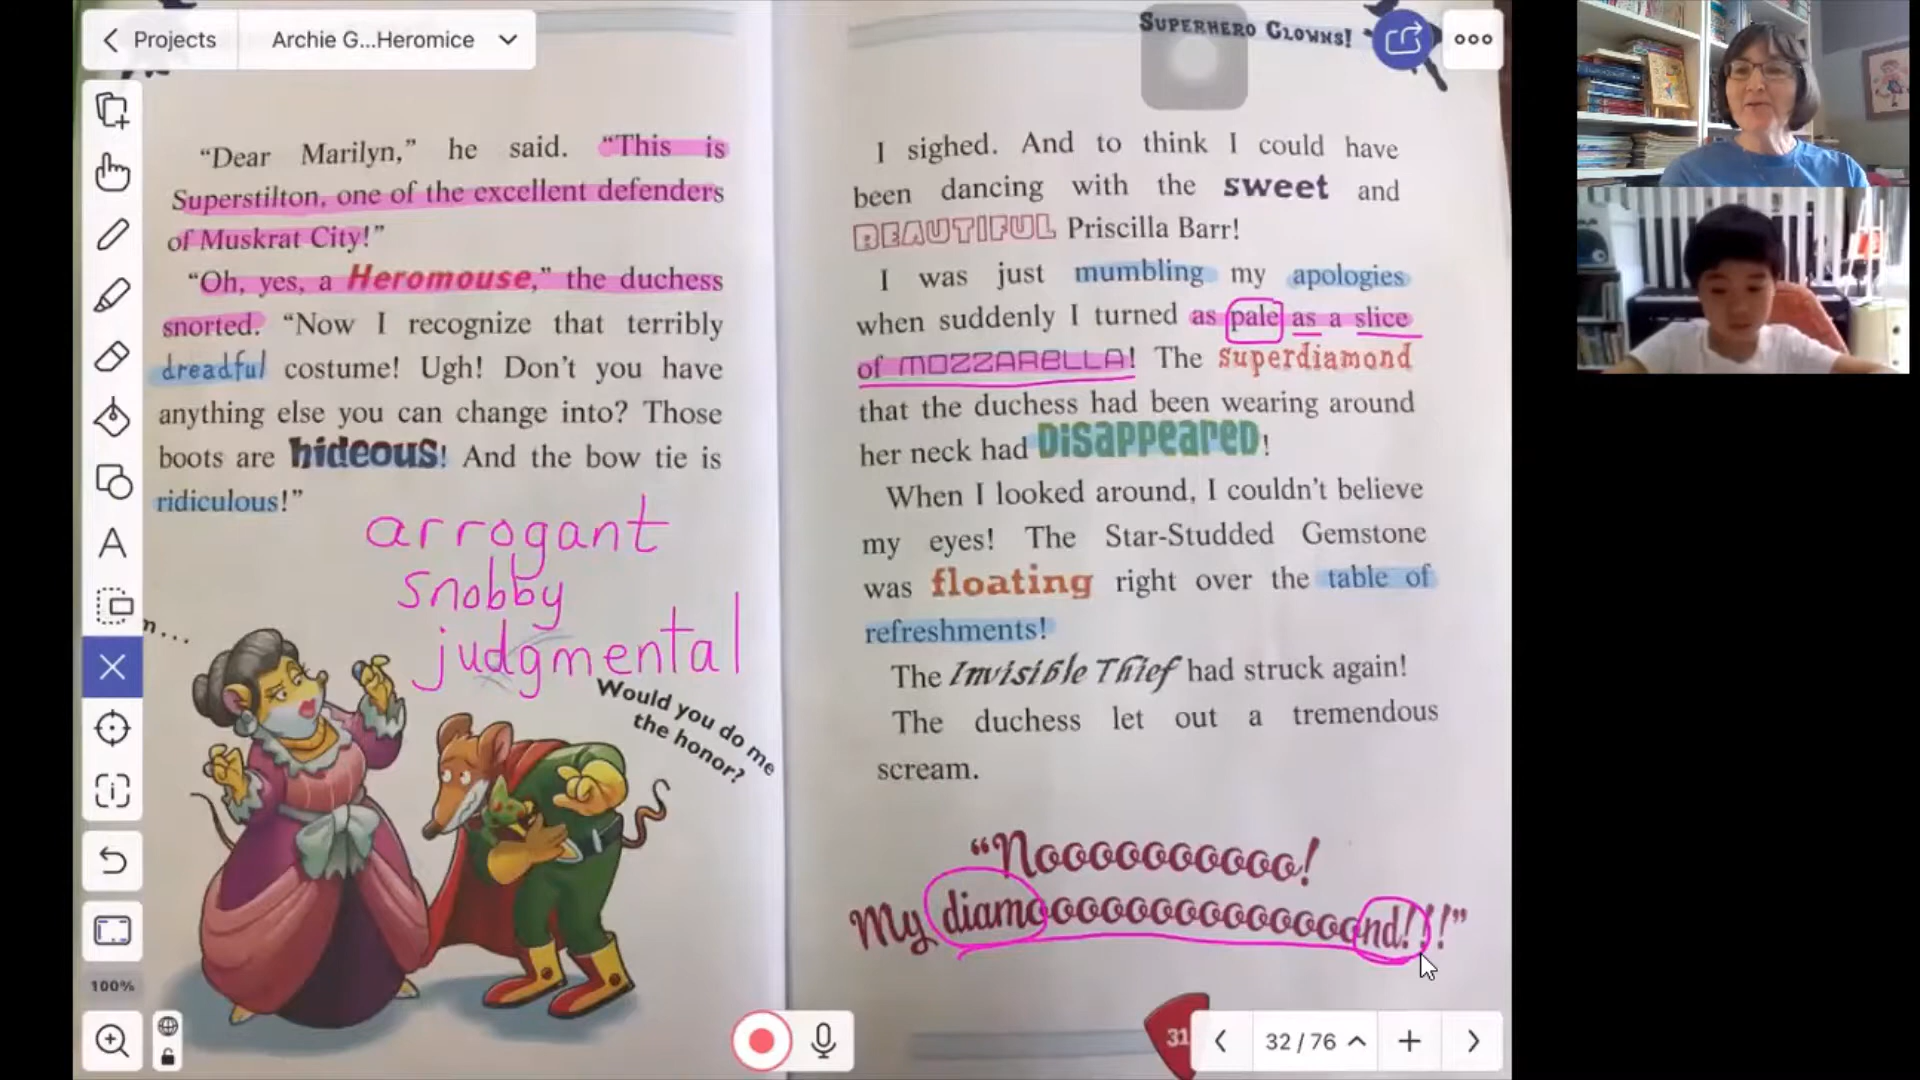 Projects
Archie G...Heromice
"Dear Marilyn," he said. "This is
Superstilton, one of the excellent defenders
of Muskrat City!"
"Oh, yes, a Heromouse," the duchess
snorted. "Now I recognize that terribly
dreadful costume! Ugh! Don't you have
anything else you can change into? Those
boots are hideous! And the bow tie is
ridiculous!"
arrogant
snobby
judgmental
Would you do me
the honor?
100%
SUPERHERO CLOWNS!
I sighed. And to think I could have
been dancing with the sweet and
BEAUTIFUL Priscilla Barr!
I was just mumbling my apologies
when suddenly I turned as pale as a slice
of MOZZARELLA! The superdiamond
that the duchess had been wearing around
her neck had DISAPPEARED!
When I looked around, I couldn't believe
my eyes! The Star-Studded Gemstone
was floating right over the table of
refreshments!
The Invisible Thief had struck again!
The duchess let out a tremendous
scream.
"Noooooooooooo!
My diamooooooooooooooooond!!!"
31
32 / 76